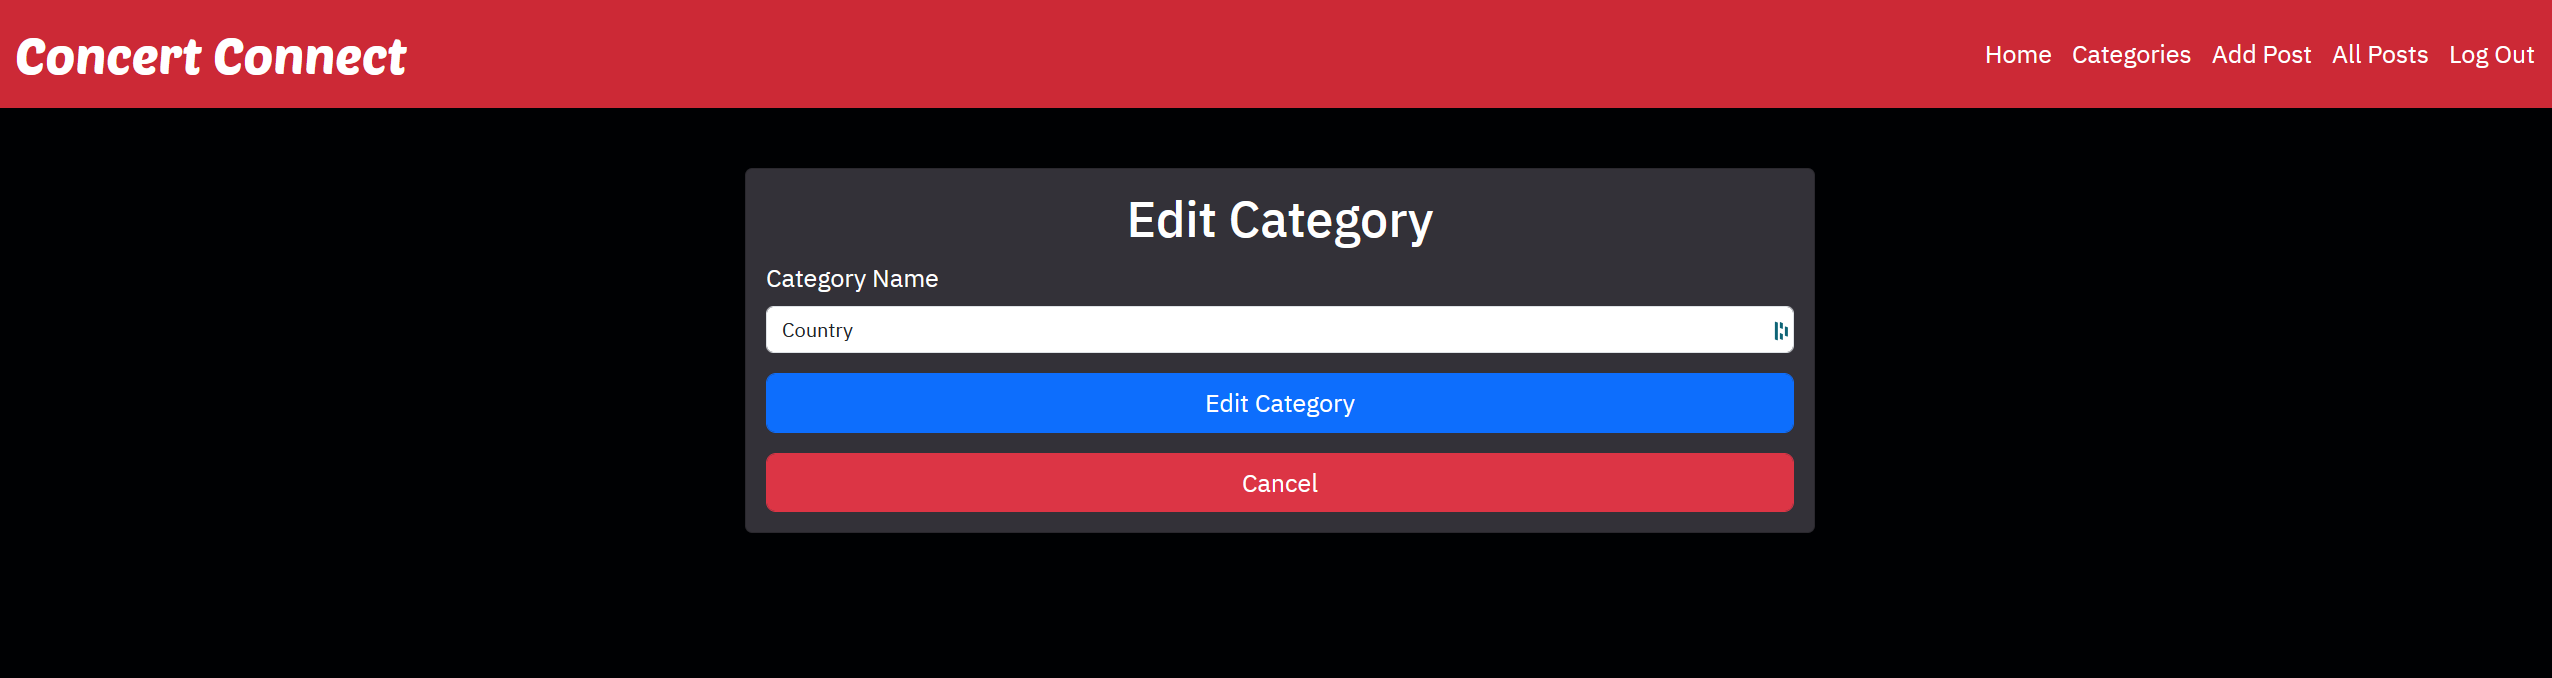 Concert Connect Home Categories Add Post All Posts Log Out
Edit Category
Category Name
Country
Edit Category
Cancel